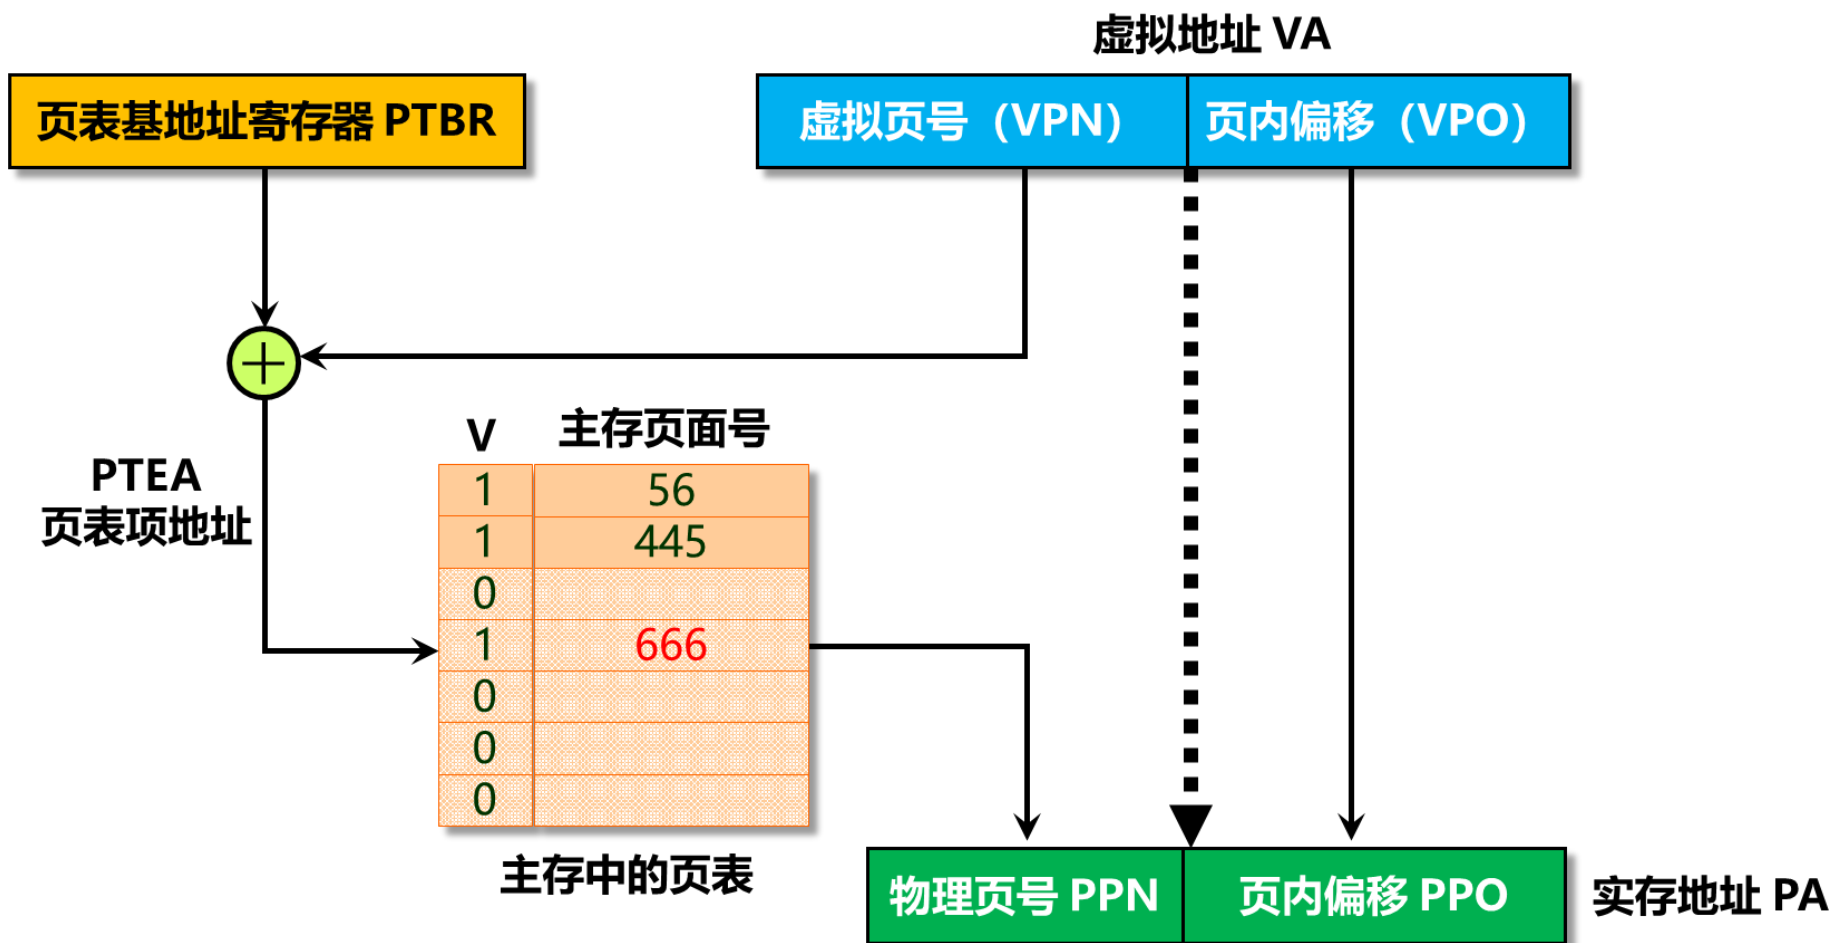 虚拟地址 VA
页表基地址寄存器 PTBR
虚拟页号（VPN） 页内偏移（VPO）
V 主存页面号
PTEA
页表项地址
1 56
1 445
0
1 666
0
0
0
主存中的页表
物理页号 PPN 页内偏移 PPO
实存地址 PA